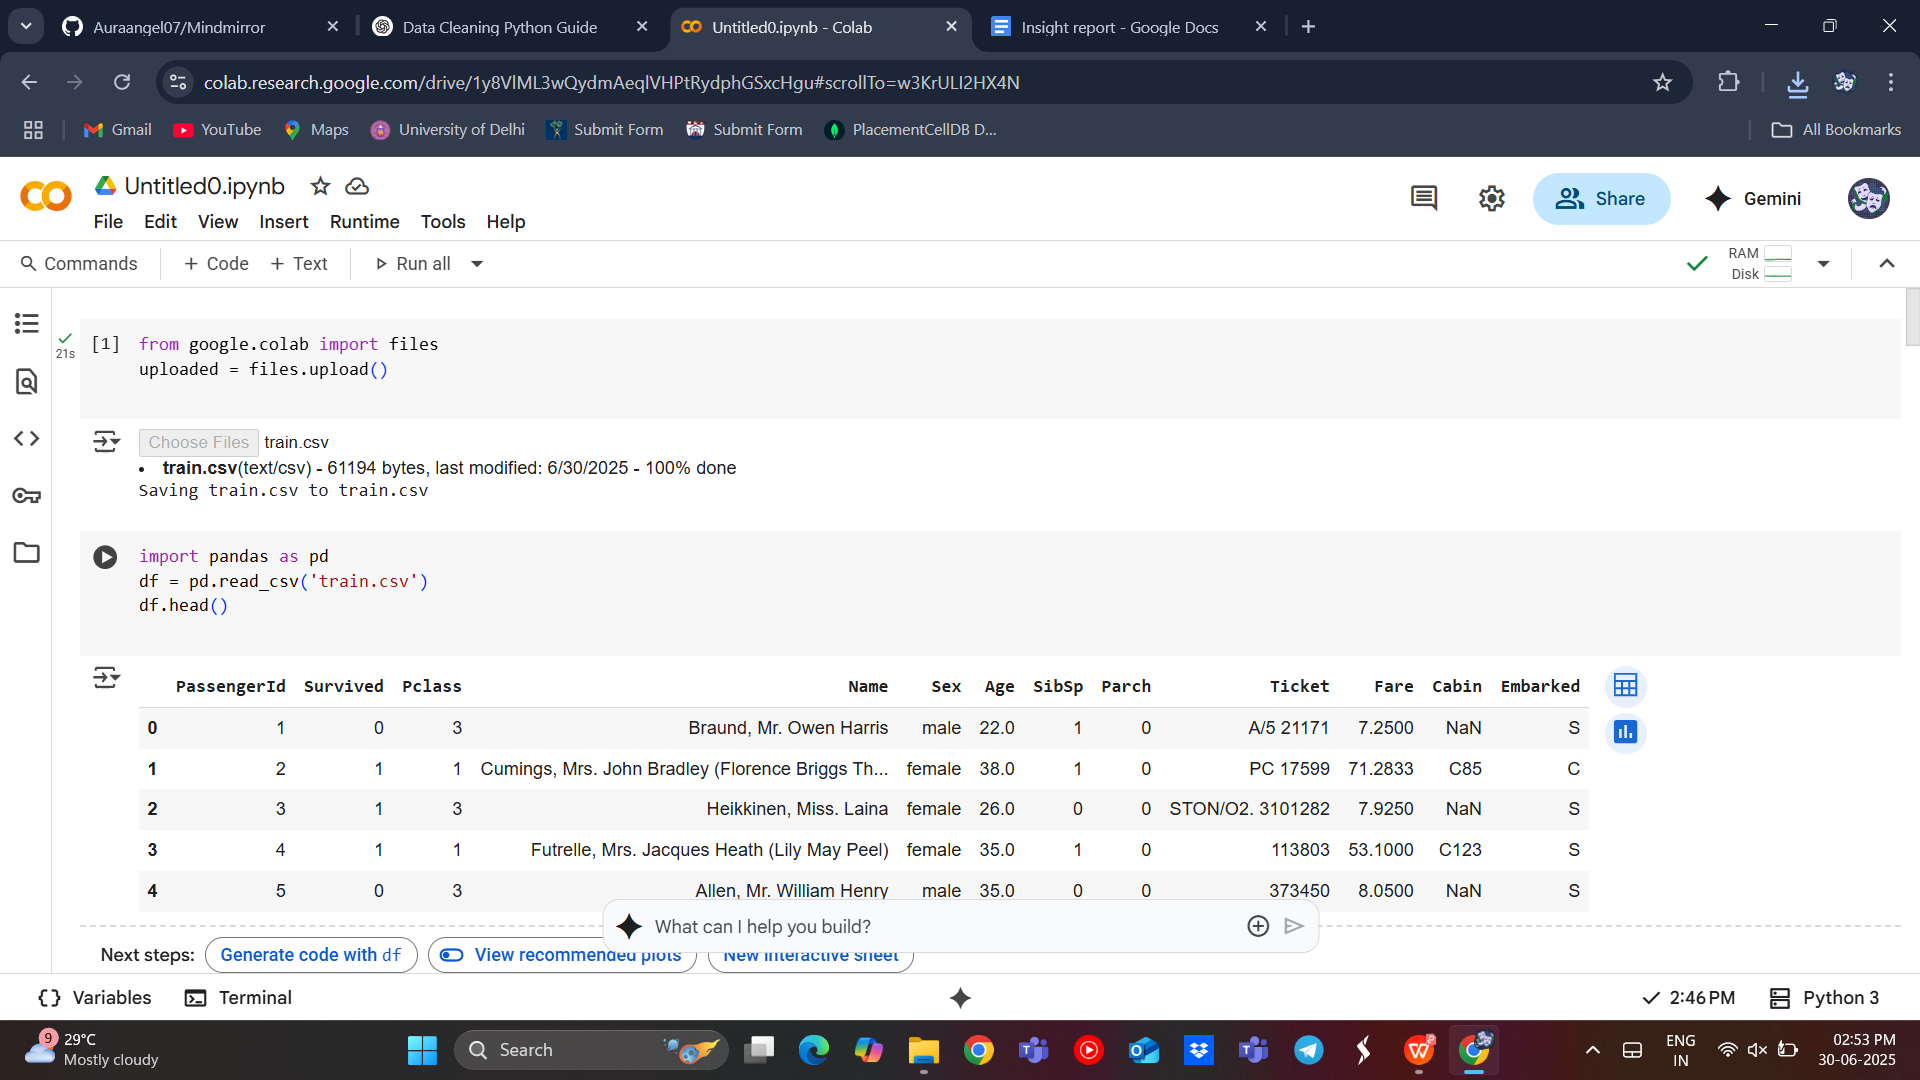 Auraangel07/Mindmirror
Data Cleaning Python Guide
Untitled0.ipynb - Colab
Insight report - Google Docs
colab.research.google.com/drive/1y8VlML3wQydmAeqlVHPtRydphGSxcHgu#scrollTo=w3KrULI2HX4N
Gmail
YouTube
Maps
University of Delhi
Submit Form
Submit Form
PlacementCellDB D...
All Bookmarks
Untitled0.ipynb
File Edit View Insert Runtime Tools Help
Share
Gemini
Commands
+ Code + Text
Run all
RAM
Disk
21s
[1] from google.colab import files
uploaded = files.upload()
Choose Files train.csv
• train.csv(text/csv) - 61194 bytes, last modified: 6/30/2025 - 100% done
Saving train.csv to train.csv
import pandas as pd
df = pd.read_csv('train.csv')
df.head()
PassengerId Survived Pclass Name Sex Age SibSp Parch Ticket Fare Cabin Embarked
0 1 0 3 Braund, Mr. Owen Harris male 22.0 1 0 A/5 21171 7.2500 NaN S
1 2 1 1 Cumings, Mrs. John Bradley (Florence Briggs Th... female 38.0 1 0 PC 17599 71.2833 C85 C
2 3 1 3 Heikkinen, Miss. Laina female 26.0 0 0 STON/O2. 3101282 7.9250 NaN S
3 4 1 1 Futrelle, Mrs. Jacques Heath (Lily May Peel) female 35.0 1 0 113803 53.1000 C123 S
4 5 0 3 Allen, Mr. William Henry male 35.0 0 0 373450 8.0500 NaN S
What can I help you build?
Next steps: Generate code with df View recommended plots New interactive sheet
Variables Terminal
2:46 PM Python 3
9
29°C
Mostly cloudy
Search
ENG
IN
02:53 PM
30-06-2025